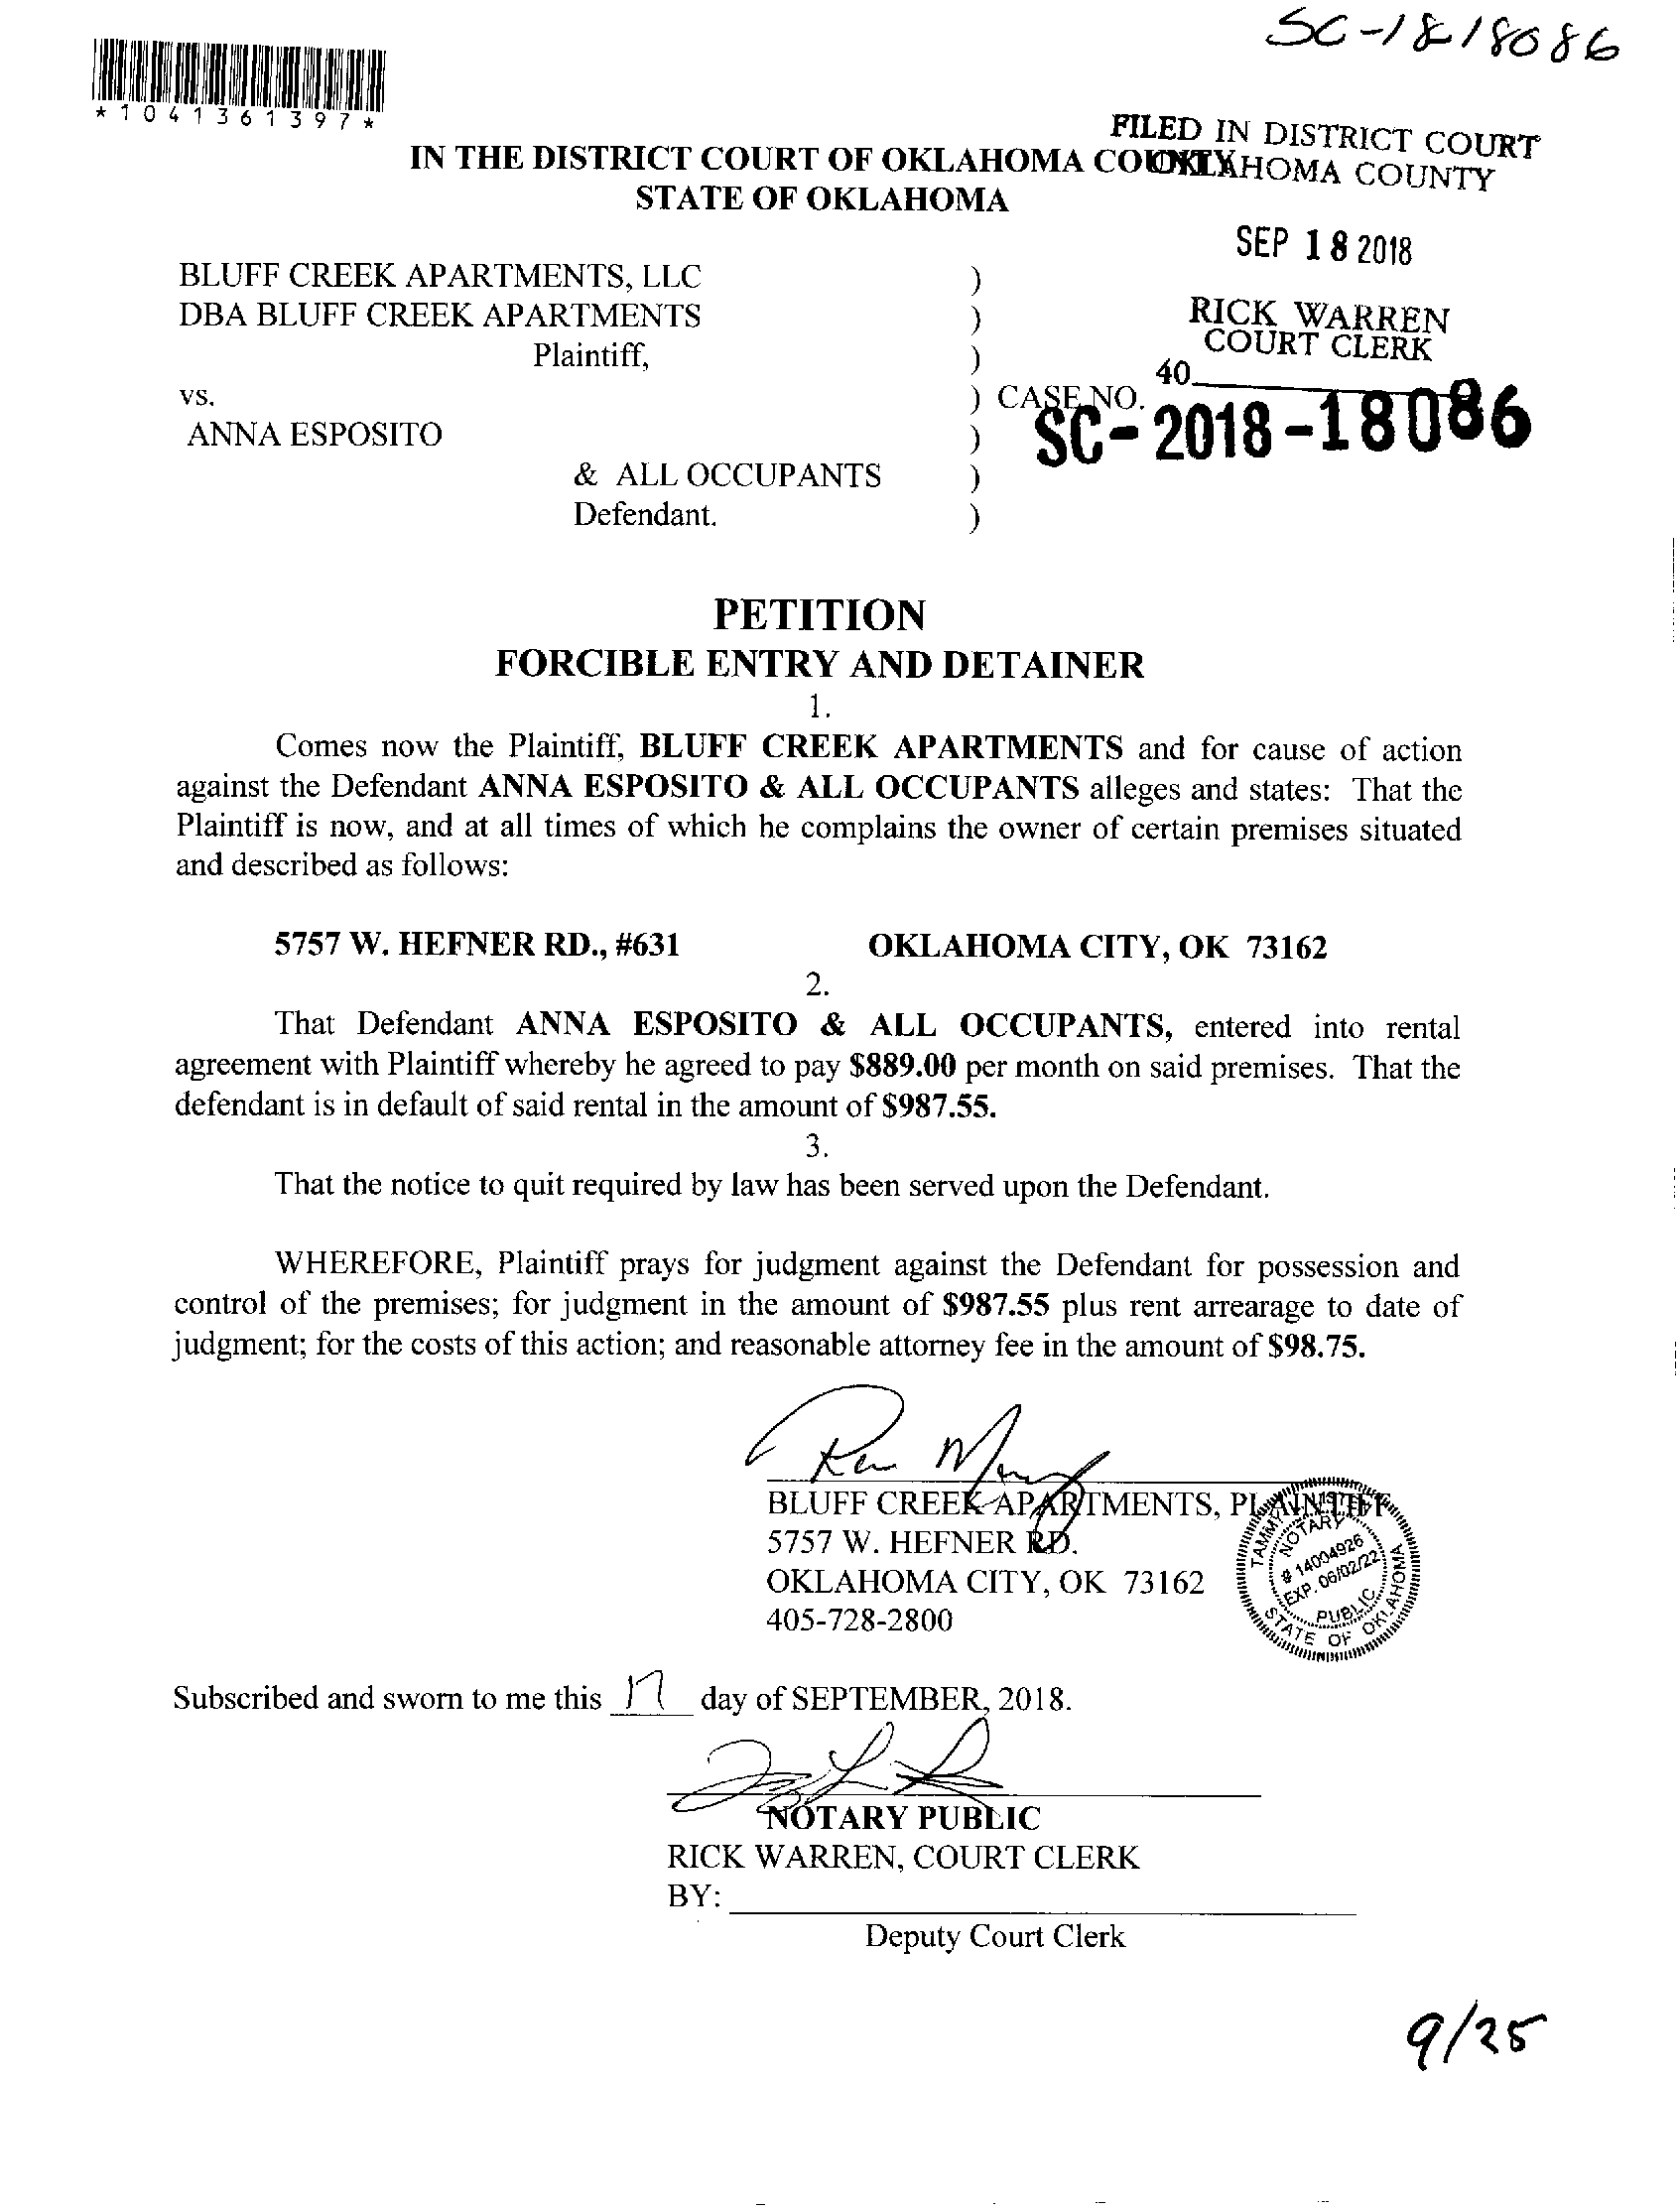 SC-1818086
*1041361397*
FILED IN DISTRICT COURT
OKLAHOMA COUNTY
IN THE DISTRICT COURT OF OKLAHOMA COUNTY
STATE OF OKLAHOMA
SEP 18 2018
BLUFF CREEK APARTMENTS, LLC )
DBA BLUFF CREEK APARTMENTS )
RICK WARREN
COURT CLERK
Plaintiff, )
40
vs. ) CASE NO.
SC-2018-18086
ANNA ESPOSITO )
& ALL OCCUPANTS )
Defendant. )
PETITION
FORCIBLE ENTRY AND DETAINER
1.
Comes now the Plaintiff, BLUFF CREEK APARTMENTS and for cause of action
against the Defendant ANNA ESPOSITO & ALL OCCUPANTS alleges and states: That the
Plaintiff is now, and at all times of which he complains the owner of certain premises situated
and described as follows:
5757 W. HEFNER RD., #631 OKLAHOMA CITY, OK 73162
2.
That Defendant ANNA ESPOSITO & ALL OCCUPANTS, entered into rental
agreement with Plaintiff whereby he agreed to pay $889.00 per month on said premises. That the
defendant is in default of said rental in the amount of $987.55.
3.
That the notice to quit required by law has been served upon the Defendant.
WHEREFORE, Plaintiff prays for judgment against the Defendant for possession and
control of the premises; for judgment in the amount of $987.55 plus rent arrearage to date of
judgment; for the costs of this action; and reasonable attorney fee in the amount of $98.75.
BLUFF CREEK APARTMENTS, PLAINTIFF
5757 W. HEFNER RD.
OKLAHOMA CITY, OK 73162
405-728-2800
TAMMY
NOTARY
# 14004926
EXP. 06/02/22
PUBLIC
STATE OF OKLAHOMA
Subscribed and sworn to me this 17 day of SEPTEMBER, 2018.
NOTARY PUBLIC
RICK WARREN, COURT CLERK
BY:
Deputy Court Clerk
9/25